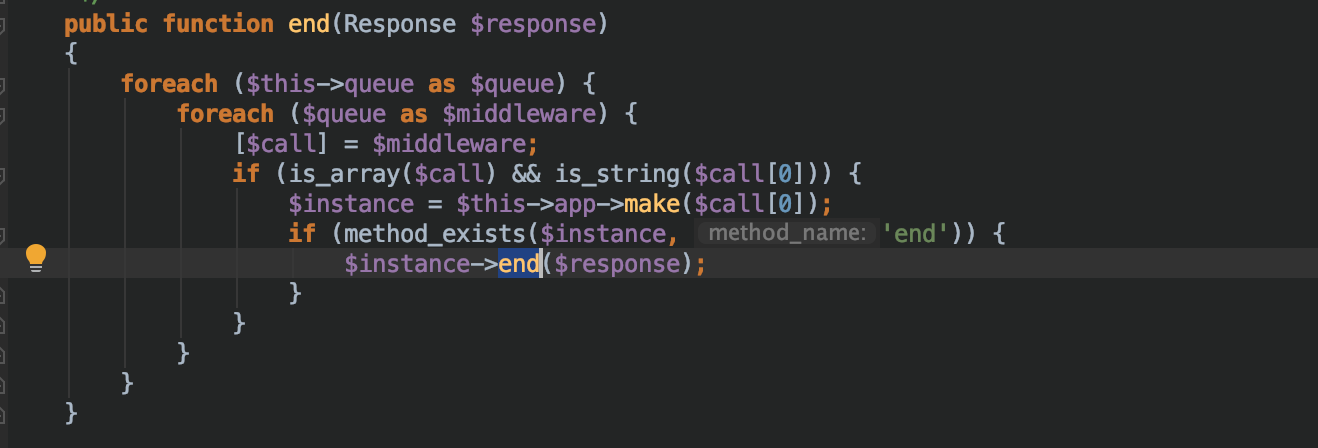 */
public function end(Response $response)
{
foreach ($this->queue as $queue) {
foreach ($queue as $middleware) {
[$call] = $middleware;
if (is_array($call) && is_string($call[0])) {
$instance = $this->app->make($call[0]);
if (method_exists($instance, method_name: 'end')) {
$instance->end($response);
}
}
}
}
}